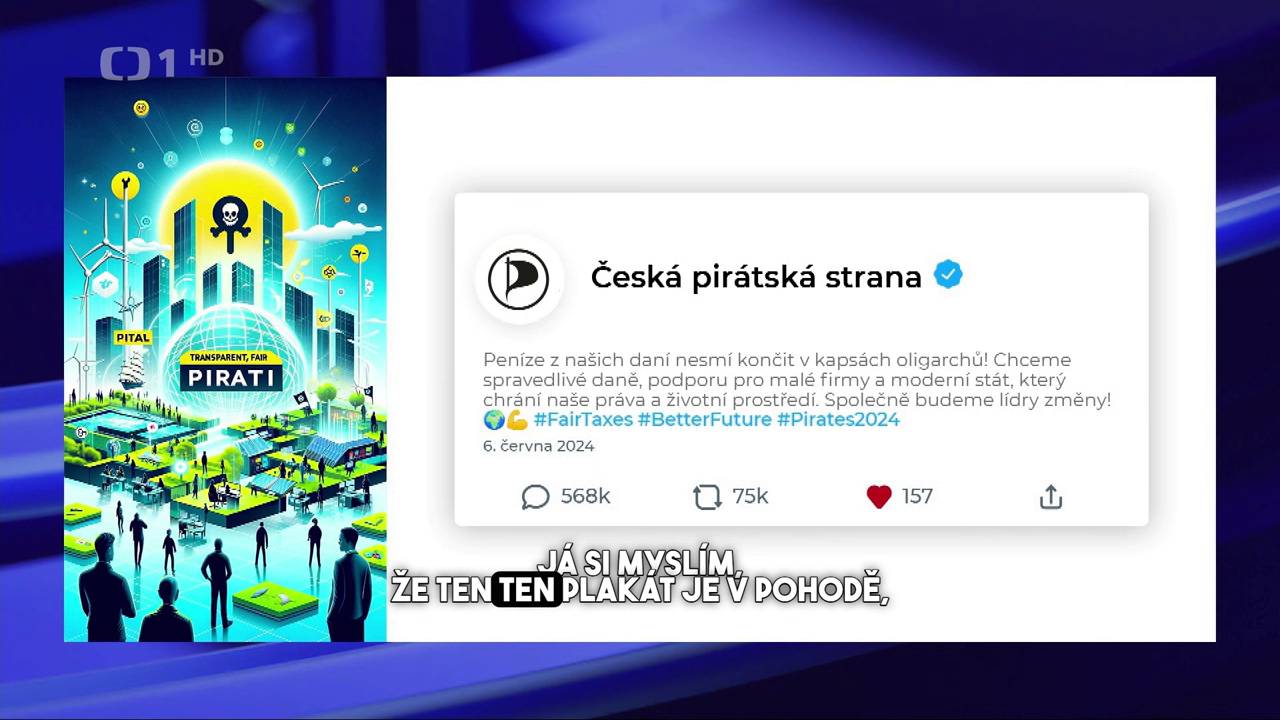 1 HD
PITAL
TRANSPARENT, FAIR
PIRATI
Česká pirátská strana
Peníze z našich daní nesmí končit v kapsách oligarchů! Chceme
spravedlivé daně, podporu pro malé firmy a moderní stát, který
chrání naše práva a životní prostředí. Společně budeme lídry změny!
🌍💪 #FairTaxes #BetterFuture #Pirates2024
6. června 2024
568k 75k 157
JÁ SI MYSLÍM,
ŽE TEN TEN PLAKÁT JE V POHODĚ,